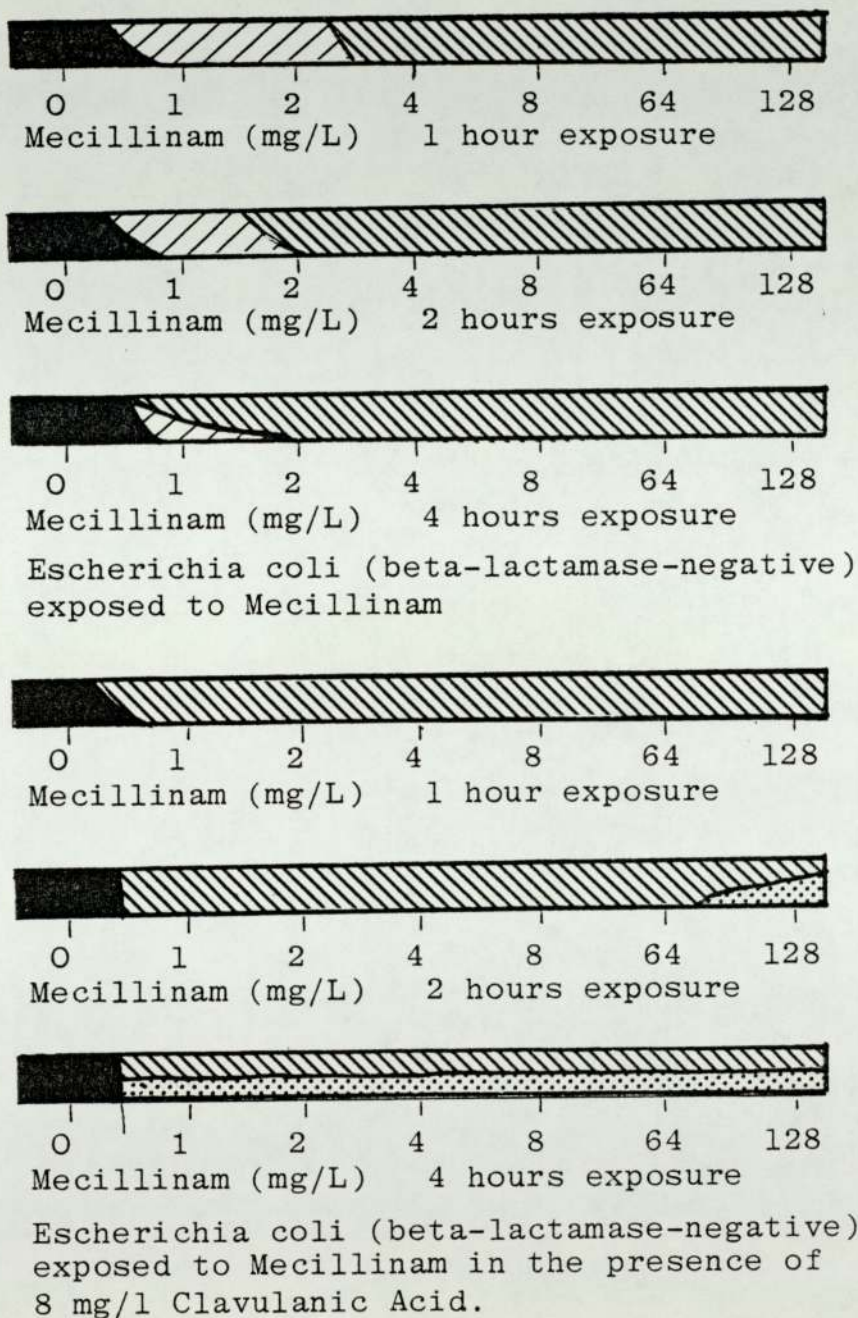 0 1 2 4 8 64 128
Mecillinam (mg/L) 1 hour exposure
0 1 2 4 8 64 128
Mecillinam (mg/L) 2 hours exposure
0 1 2 4 8 64 128
Mecillinam (mg/L) 4 hours exposure
Escherichia coli (beta-lactamase-negative)
exposed to Mecillinam
0 1 2 4 8 64 128
Mecillinam (mg/L) 1 hour exposure
0 1 2 4 8 64 128
Mecillinam (mg/L) 2 hours exposure
0 1 2 4 8 64 128
Mecillinam (mg/L) 4 hours exposure
Escherichia coli (beta-lactamase-negative)
exposed to Mecillinam in the presence of
8 mg/l Clavulanic Acid.